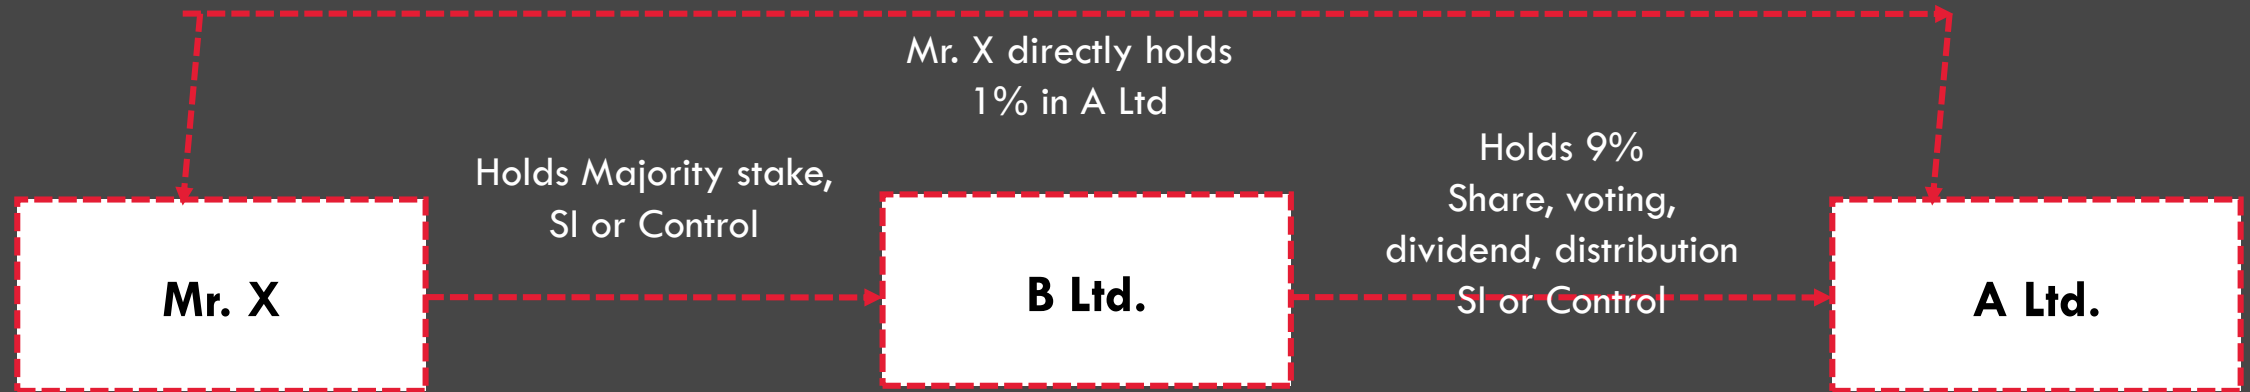 Mr. X directly holds
1% in A Ltd
Holds Majority stake,
SI or Control
Holds 9%
Share, voting,
dividend, distribution
SI or Control
Mr. X
B Ltd.
A Ltd.